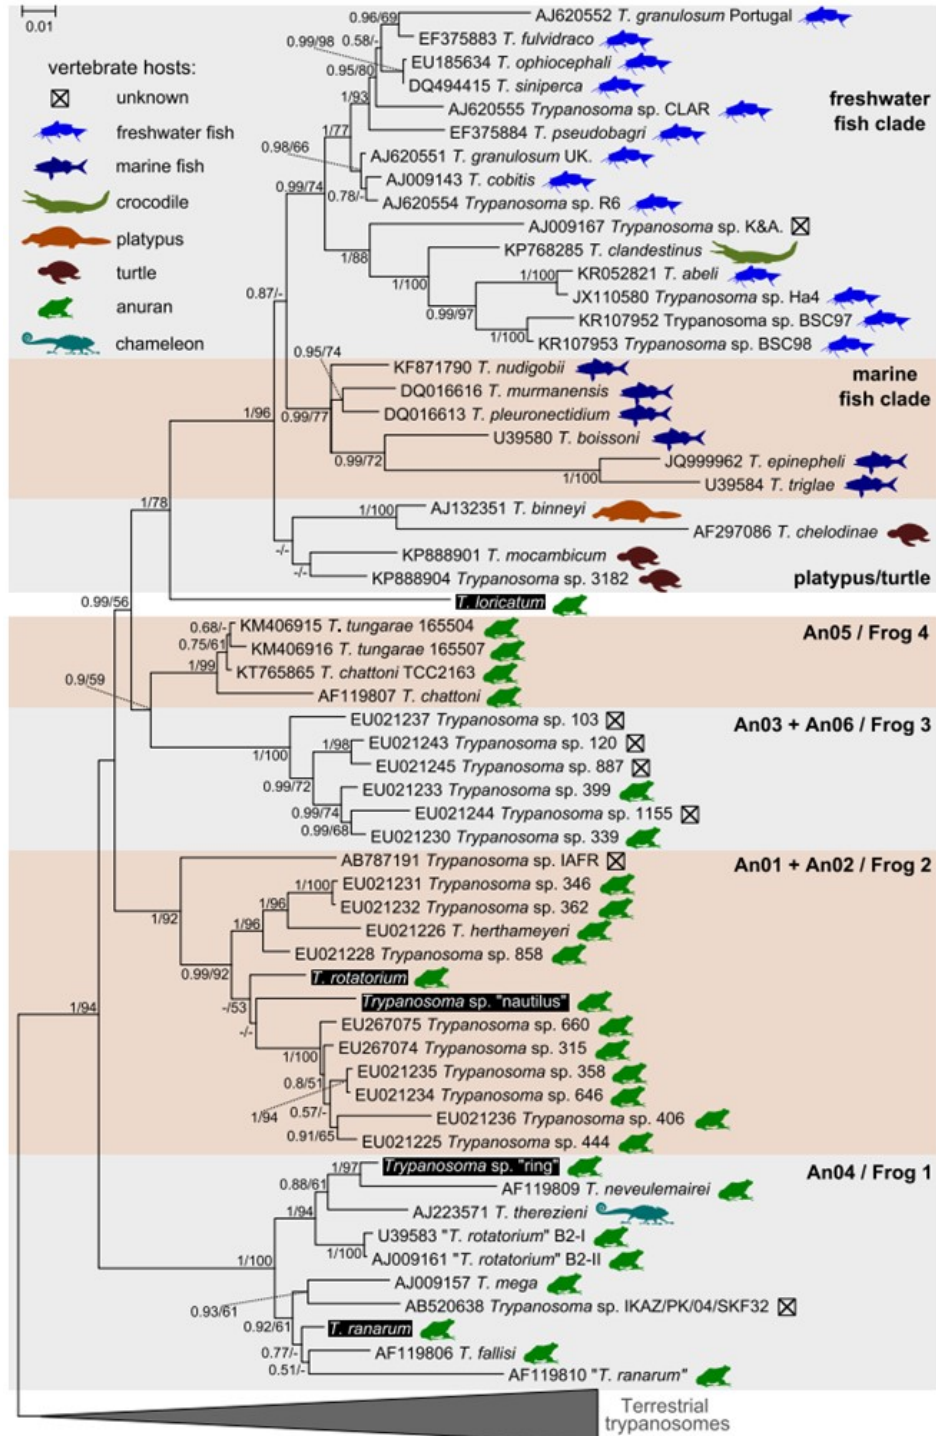 0.01
vertebrate hosts:
unknown
freshwater fish
marine fish
crocodile
platypus
turtle
anuran
chameleon
0.96/69
AJ620552 T. granulosum Portugal
0.58/-
EF375883 T. fulvidraco
0.99/98
EU185634 T. ophiocephali
0.95/80
DQ494415 T. siniperca
freshwater
fish clade
1/93
AJ620555 Trypanosoma sp. CLAR
1/77
EF375884 T. pseudobagri
0.98/66
AJ620551 T. granulosum UK.
0.99/74
AJ009143 T. cobitis
0.78/-
AJ620554 Trypanosoma sp. R6
AJ009167 Trypanosoma sp. K&A.
1/88
KP768285 T. clandestinus
1/100
KR052821 T. abeli
1/100
JX110580 Trypanosoma sp. Ha4
0.87/-
0.99/97
KR107952 Trypanosoma sp. BSC97
1/100
KR107953 Trypanosoma sp. BSC98
0.95/74
KF871790 T. nudigobii
marine
fish clade
DQ016616 T. murmanensis
1/96
0.99/77
DQ016613 T. pleuronectidium
U39580 T. boissoni
0.99/72
JQ999962 T. epinepheli
1/100
U39584 T. triglae
1/78
1/100
AJ132351 T. binneyi
AF297086 T. chelodinae
-/-
KP888901 T. mocambicum
-/-
KP888904 Trypanosoma sp. 3182
platypus/turtle
0.99/56
T. loricatum
0.68/-
KM406915 T. tungarae 165504
An05 / Frog 4
0.75/61
KM406916 T. tungarae 165507
1/99
KT765865 T. chattoni TCC2163
0.9/59
AF119807 T. chattoni
EU021237 Trypanosoma sp. 103
An03 + An06 / Frog 3
1/100
1/98
EU021243 Trypanosoma sp. 120
EU021245 Trypanosoma sp. 887
0.99/72
EU021233 Trypanosoma sp. 399
0.99/74
EU021244 Trypanosoma sp. 1155
0.99/68
EU021230 Trypanosoma sp. 339
AB787191 Trypanosoma sp. IAFR
An01 + An02 / Frog 2
1/100
EU021231 Trypanosoma sp. 346
1/96
EU021232 Trypanosoma sp. 362
1/92
1/96
EU021226 T. herthameyeri
EU021228 Trypanosoma sp. 858
0.99/92
T. rotatorium
-/53
Trypanosoma sp. "nautilus"
1/94
-/-
EU267075 Trypanosoma sp. 660
1/100
EU267074 Trypanosoma sp. 315
EU021235 Trypanosoma sp. 358
0.8/51
EU021234 Trypanosoma sp. 646
1/94
0.57/-
EU021236 Trypanosoma sp. 406
0.91/65
EU021225 Trypanosoma sp. 444
1/97
Trypanosoma sp. "ring"
An04 / Frog 1
0.88/61
AF119809 T. neveulemairei
1/94
AJ223571 T. therezieni
U39583 "T. rotatorium" B2-I
1/100
AJ009161 "T. rotatorium" B2-II
1/100
AJ009157 T. mega
0.93/61
AB520638 Trypanosoma sp. IKAZ/PK/04/SKF32
0.92/61
T. ranarum
0.77/-
AF119806 T. fallisi
0.51/-
AF119810 "T. ranarum"
Terrestrial
trypanosomes